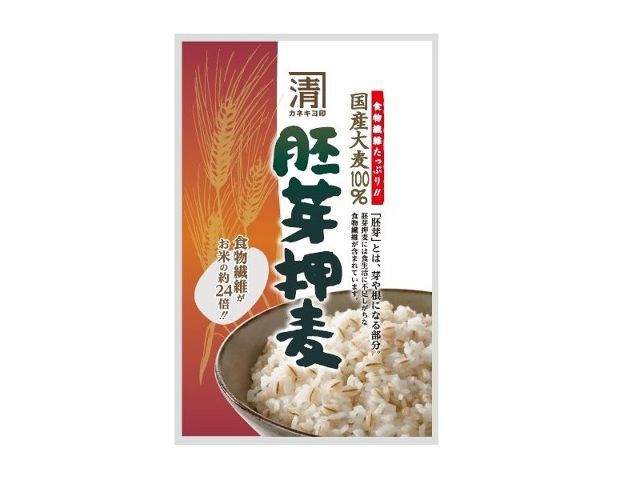 清
カネキヨ印
食物繊維たっぷり!!
国産大麦100%
胚芽押麦
「胚芽」とは、芽や根になる部分。
胚芽押麦には食生活に不足しがちな
食物繊維が含まれています。
食物繊維が
お米の約24倍!!